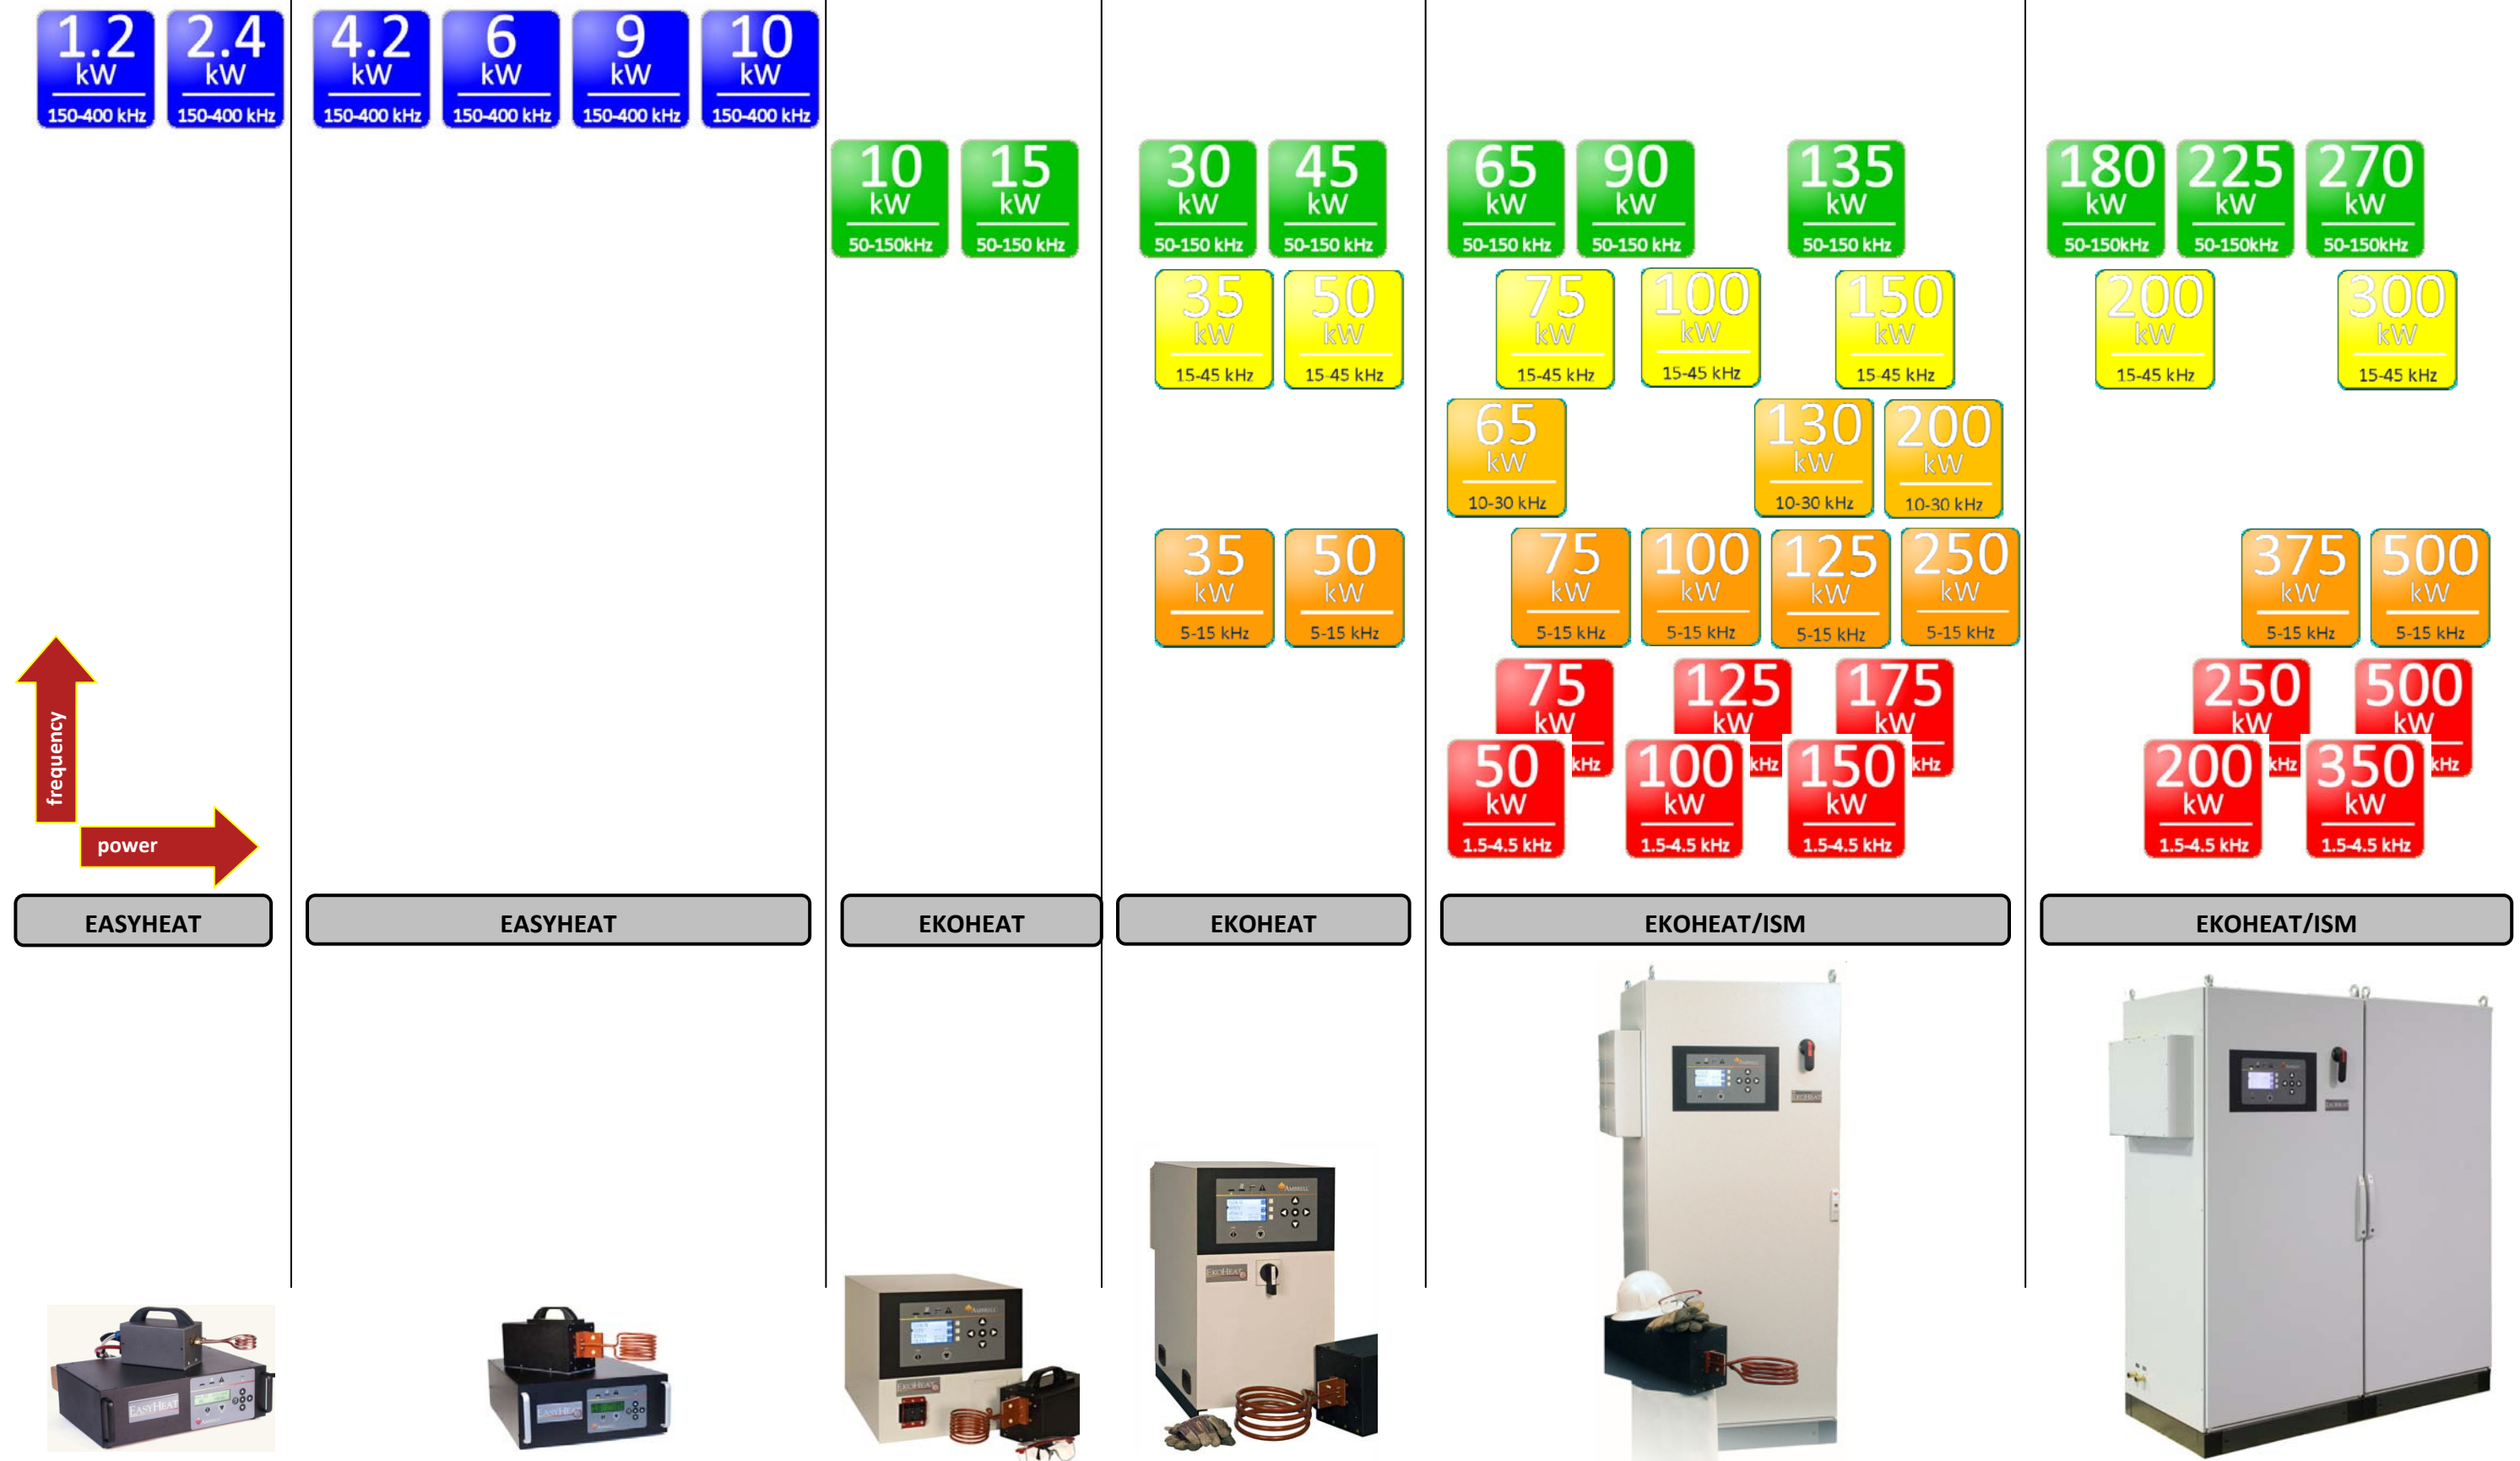 1.2
kW
150-400 kHz
2.4
kW
150-400 kHz
4.2
kW
150-400 kHz
6
kW
150-400 kHz
9
kW
150-400 kHz
10
kW
150-400 kHz
10
kW
50-150kHz
15
kW
50-150 kHz
30
kW
50-150 kHz
45
kW
50-150 kHz
65
kW
50-150 kHz
90
kW
50-150 kHz
135
kW
50-150 kHz
180
kW
50-150kHz
225
kW
50-150kHz
270
kW
50-150kHz
35
kW
15-45 kHz
50
kW
15-45 kHz
75
kW
15-45 kHz
100
kW
15-45 kHz
150
kW
15-45 kHz
200
kW
15-45 kHz
300
kW
15-45 kHz
65
kW
10-30 kHz
130
kW
10-30 kHz
200
kW
10-30 kHz
35
kW
5-15 kHz
50
kW
5-15 kHz
75
kW
5-15 kHz
100
kW
5-15 kHz
125
kW
5-15 kHz
250
kW
5-15 kHz
375
kW
5-15 kHz
500
kW
5-15 kHz
75
kW
kHz
125
kW
kHz
175
kW
kHz
250
kW
kHz
500
kW
kHz
50
kW
1.5-4.5 kHz
100
kW
1.5-4.5 kHz
150
kW
1.5-4.5 kHz
200
kW
1.5-4.5 kHz
350
kW
1.5-4.5 kHz
frequency
power
EASYHEAT
EASYHEAT
EKOHEAT
EKOHEAT
EKOHEAT/ISM
EKOHEAT/ISM
EASYHEAT
EASYHEAT
AMBRELL
EKOHEAT
AMBRELL
EKOHEAT
EKOHEAT